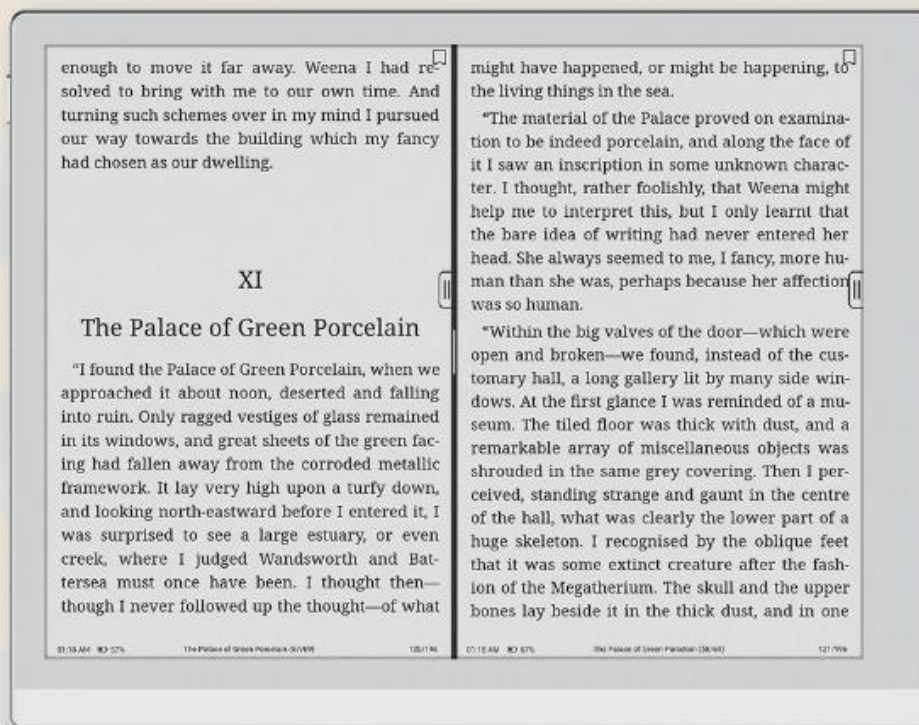 enough to move it far away. Weena I had re-
solved to bring with me to our own time. And
turning such schemes over in my mind I pursued
our way towards the building which my fancy
had chosen as our dwelling.
XI
The Palace of Green Porcelain
“I found the Palace of Green Porcelain, when we
approached it about noon, deserted and falling
into ruin. Only ragged vestiges of glass remained
in its windows, and great sheets of the green fac-
ing had fallen away from the corroded metallic
framework. It lay very high upon a turfy down,
and looking north-eastward before I entered it, I
was surprised to see a large estuary, or even
creek, where I judged Wandsworth and Bat-
tersea must once have been. I thought then—
though I never followed up the thought—of what
The Palace of Green Porcelain
might have happened, or might be happening, to
the living things in the sea.
“The material of the Palace proved on examina-
tion to be indeed porcelain, and along the face of
it I saw an inscription in some unknown charac-
ter. I thought, rather foolishly, that Weena might
help me to interpret this, but I only learnt that
the bare idea of writing had never entered her
head. She always seemed to me, I fancy, more hu-
man than she was, perhaps because her affection
was so human.
“Within the big valves of the door—which were
open and broken—we found, instead of the cus-
tomary hall, a long gallery lit by many side win-
dows. At the first glance I was reminded of a mu-
seum. The tiled floor was thick with dust, and a
remarkable array of miscellaneous objects was
shrouded in the same grey covering. Then I per-
ceived, standing strange and gaunt in the centre
of the hall, what was clearly the lower part of a
huge skeleton. I recognised by the oblique feet
that it was some extinct creature after the fash-
ion of the Megatherium. The skull and the upper
bones lay beside it in the thick dust, and in one
The Palace of Green Porcelain